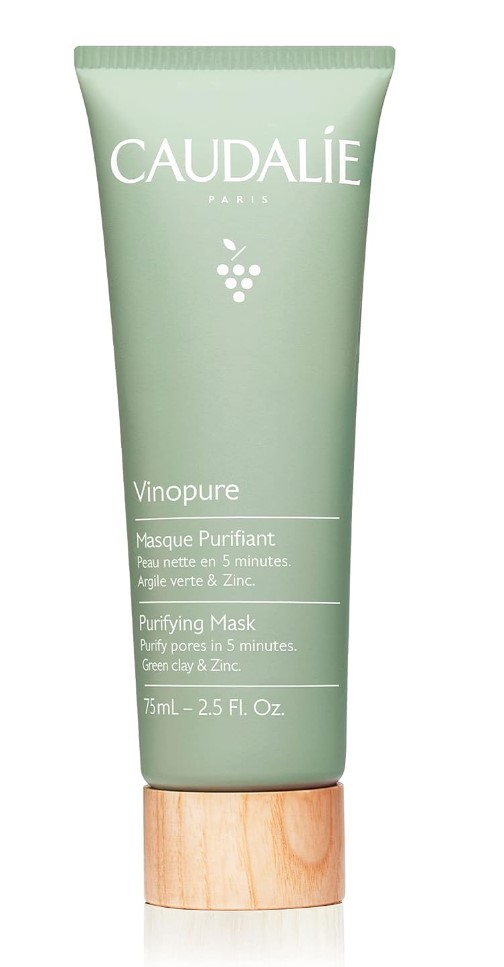 CAUDALÍE
PARIS
Vinopure
Masque Purifiant
Peau nette en 5 minutes.
Argile verte & Zinc.
Purifying Mask
Purify pores in 5 minutes.
Green clay & Zinc.
75mL – 2.5 Fl. Oz.